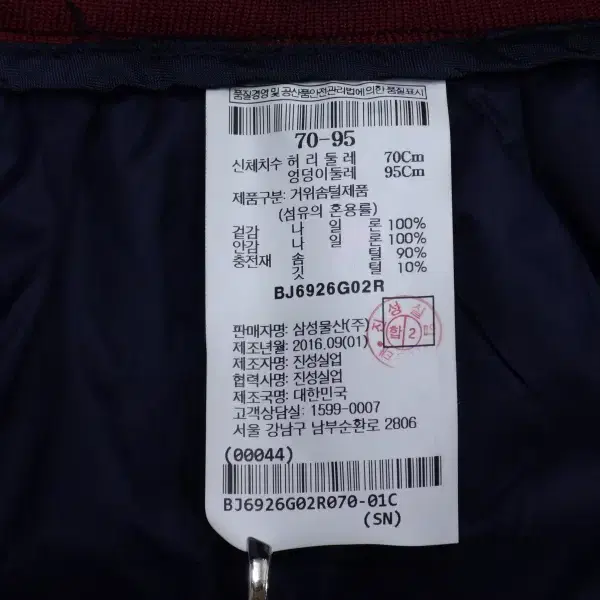 품질경영 및 공산품안전관리법에 의한 품질표시
70-95
신체치수 허 리 둘 레 70Cm
엉덩이둘레 95Cm
제품구분: 거위솜털제품
(섬유의 혼용률)
겉감 나 일 론 100%
안감 나 일 론 100%
충전재 솜 털 90%
깃 털 10%
BJ6926G02R
판매자명: 삼성물산(주)
제조년월: 2016.09(01)
제조자명: 진성실업
협력사명: 진성실업
제조국명: 대한민국
고객상담실: 1599-0007
서울 강남구 남부순환로 2806
진 성 실
합 2
(00044)
BJ6926G02R070-01C
(SN)